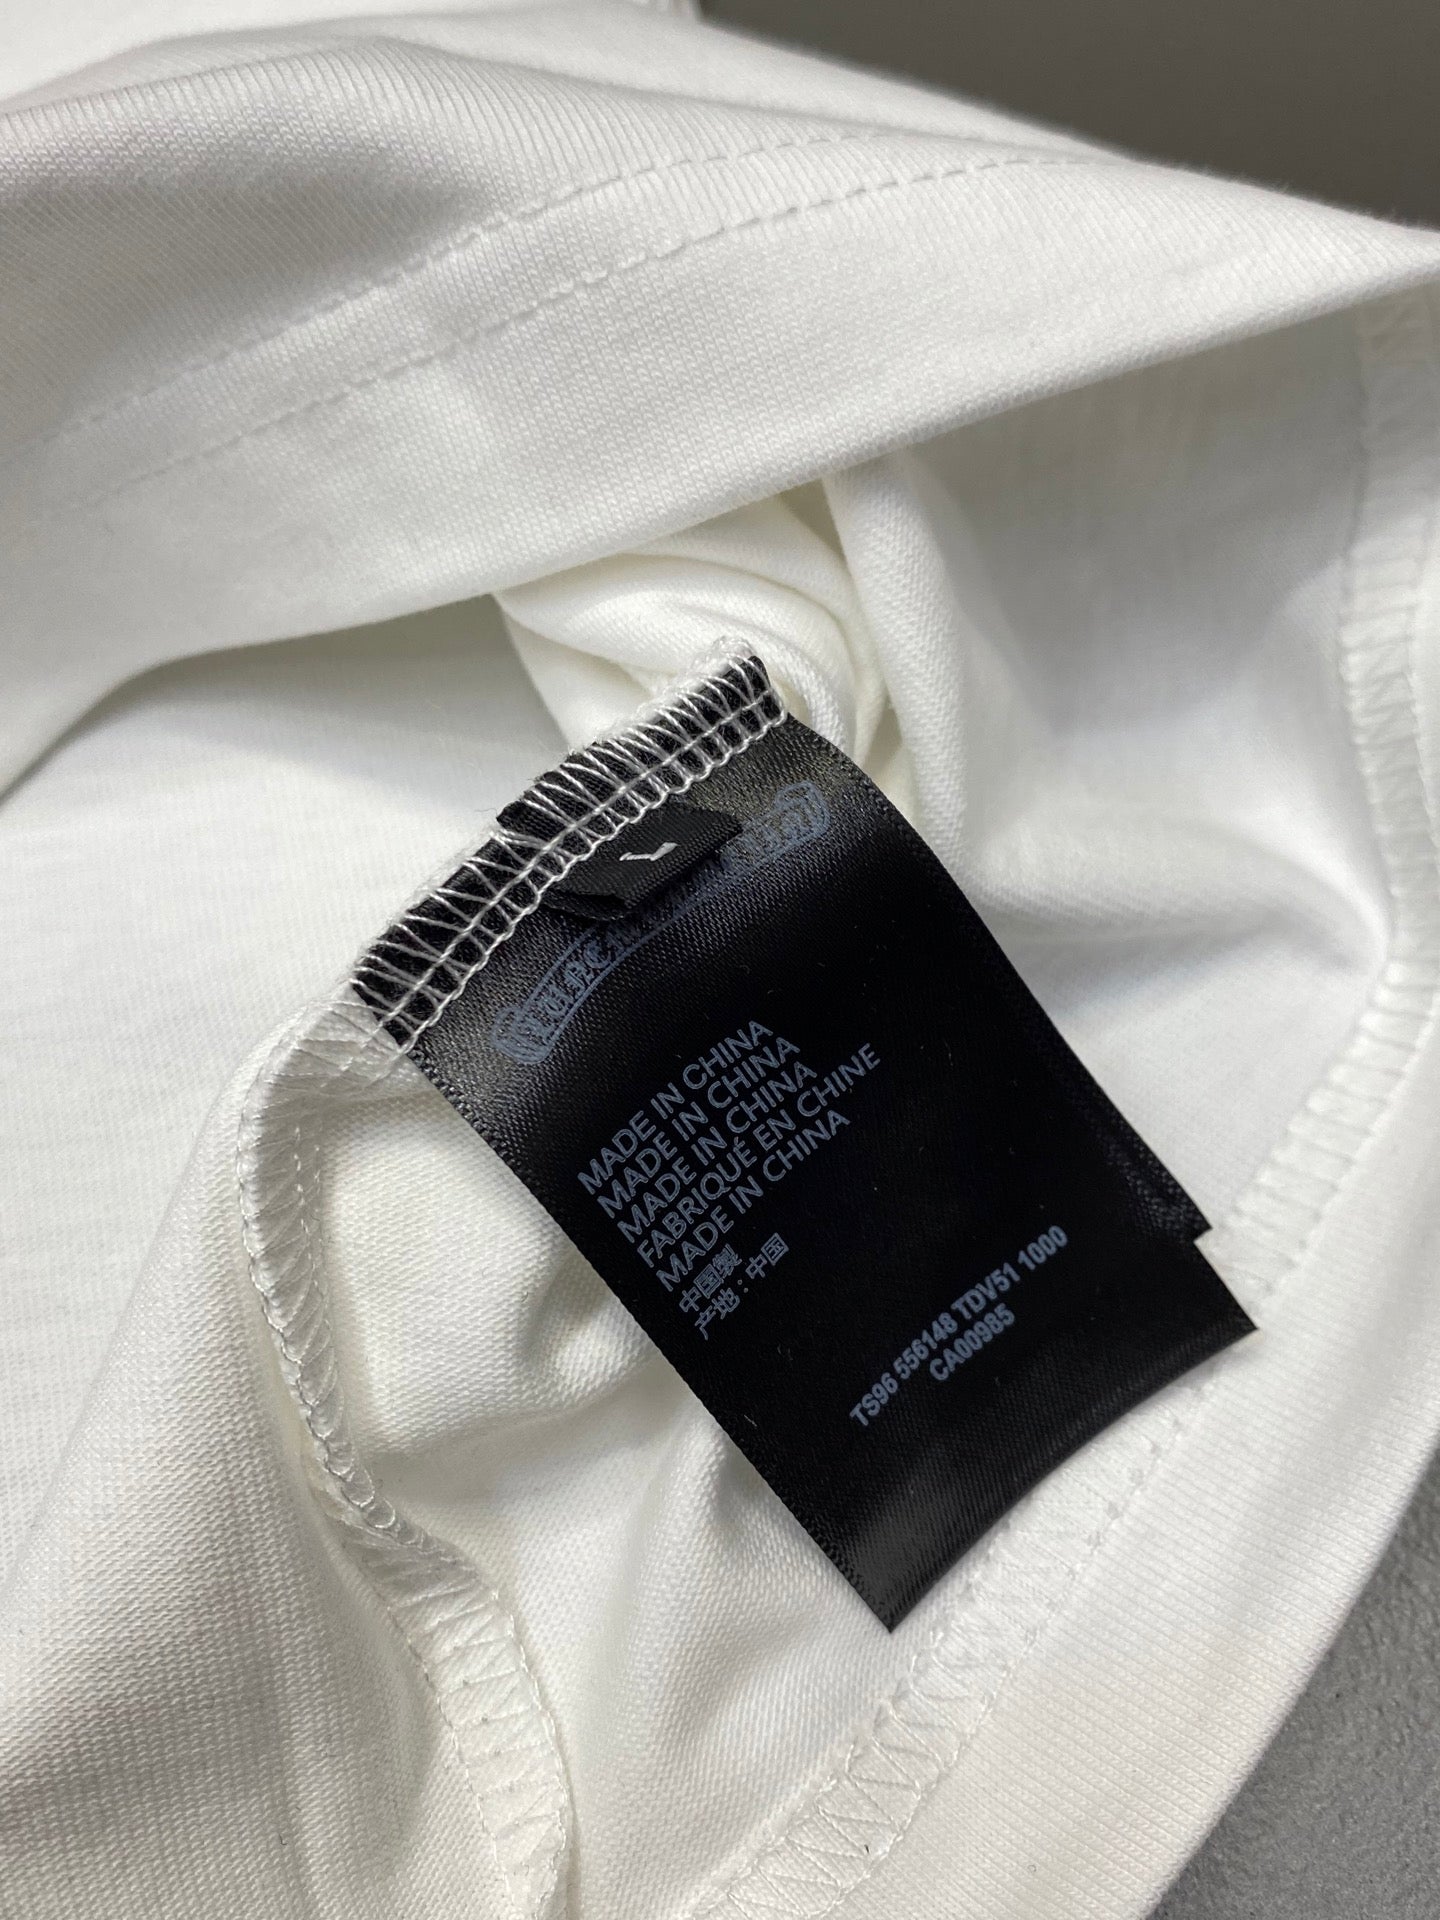 MADE IN CHINA
MADE IN CHINA
MADE IN CHINA
FABRIQUÉ EN CHINE
MADE IN CHINA
中国製
产地：中国
TS96 556148 TDV51 1000
CA00985